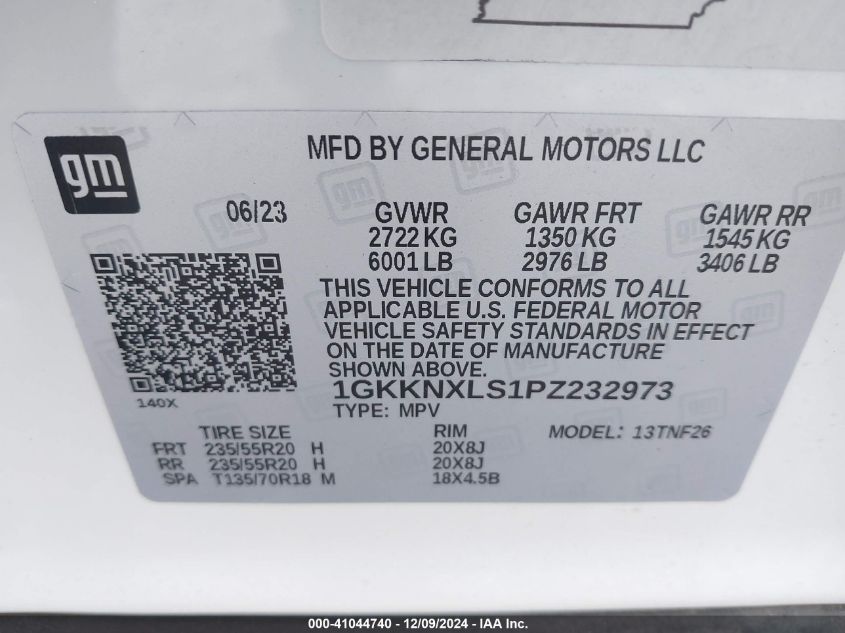 gm
MFD BY GENERAL MOTORS LLC
06/23 GVWR GAWR FRT GAWR RR
2722 KG 1350 KG 1545 KG
6001 LB 2976 LB 3406 LB
THIS VEHICLE CONFORMS TO ALL
APPLICABLE U.S. FEDERAL MOTOR
VEHICLE SAFETY STANDARDS IN EFFECT
ON THE DATE OF MANUFACTURE
SHOWN ABOVE.
1GKKNXLS1PZ232973
140X
TYPE: MPV
TIRE SIZE RIM MODEL: 13TNF26
FRT 235/55R20 H 20X8J
RR 235/55R20 H 20X8J
SPA T135/70R18 M 18X4.5B
000-41044740 - 12/09/2024 - IAA Inc.